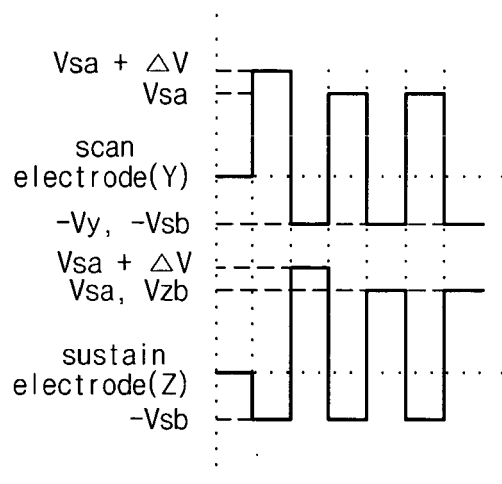 Vsa + △V
Vsa
scan
electrode(Y)
-Vy, -Vsb
Vsa + △V
Vsa, Vzb
sustain
electrode(Z)
-Vsb